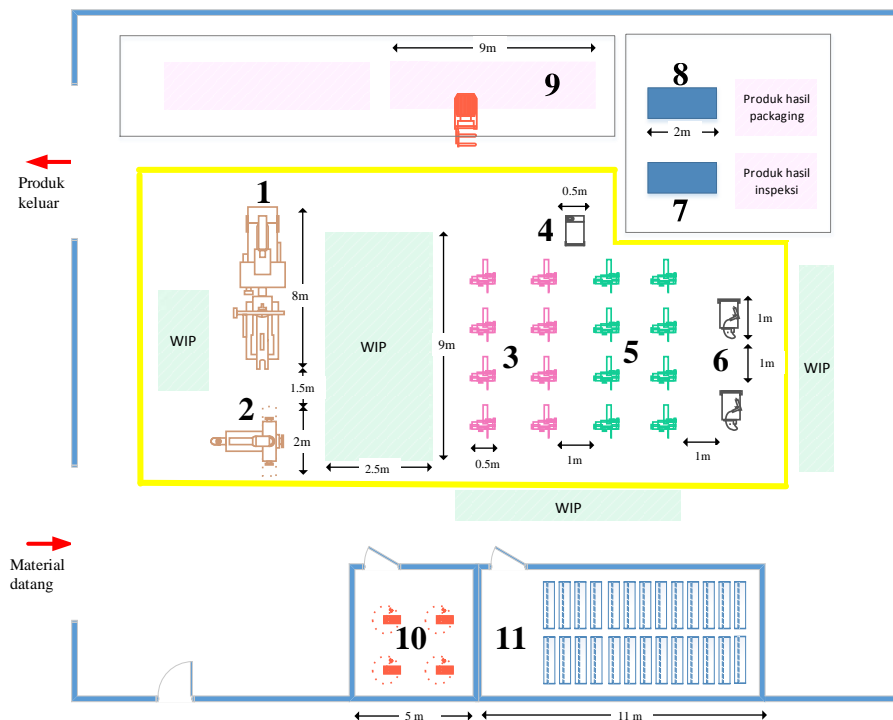 9m
9
8
Produk hasil
packaging
2m
Produk keluar
1
0.5m
4
7
Produk hasil
inspeksi
8m
WIP
WIP
9m
3
5
1m
6
1m
WIP
1.5m
2
2m
2.5m
0.5m
1m
1m
WIP
Material
datang
10
11
5 m
11 m